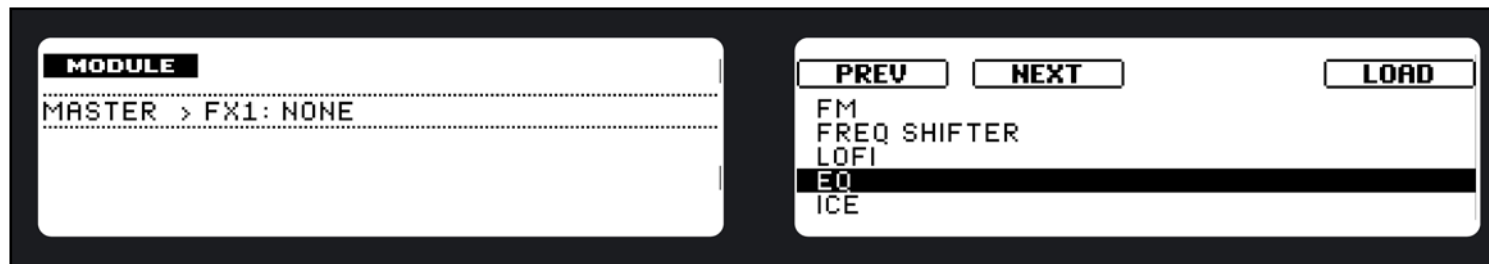 MODULE
MASTER > FX1: NONE
PREV NEXT LOAD
FM
FREQ SHIFTER
LOFI
EQ
ICE